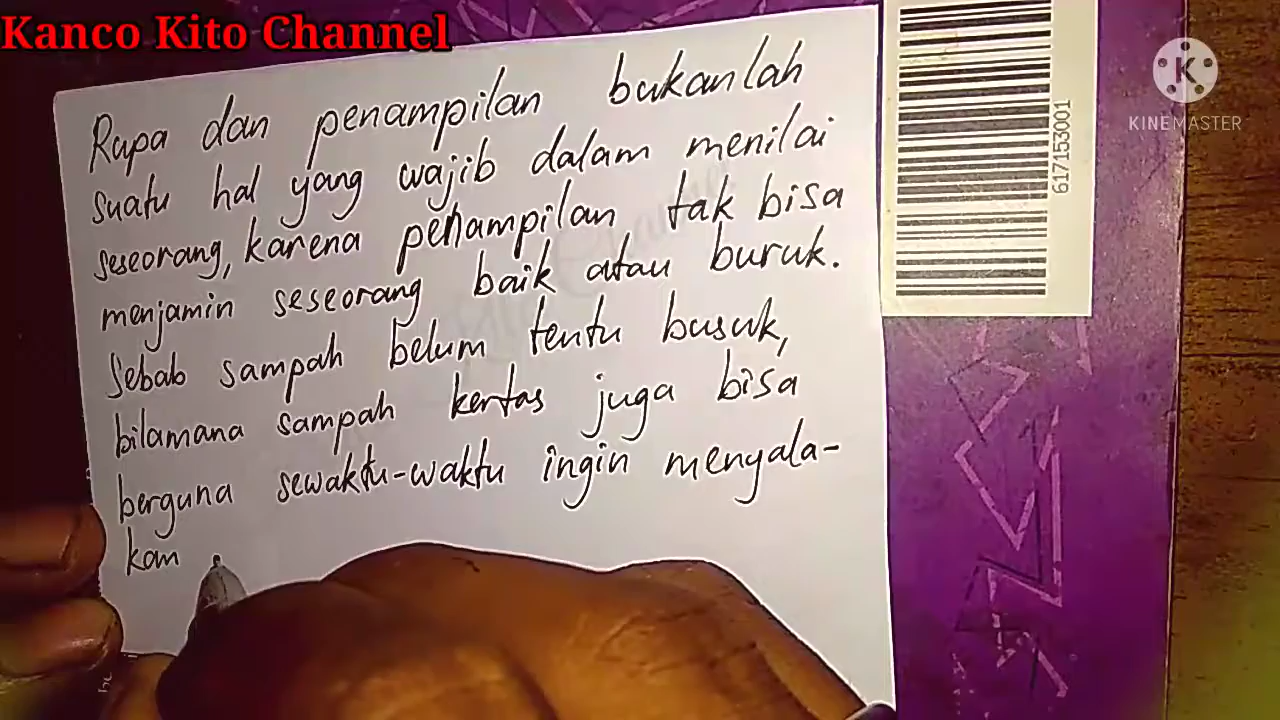 Kanco Kito Channel
Rupa dan penampilan bukanlah
suatu hal yang wajib dalam menilai
seseorang, karena penampilan tak bisa
menjamin seseorang baik atau buruk.
Sebab sampah belum tentu busuk,
bilamana sampah kertas juga bisa
berguna sewaktu-waktu ingin menyala-
kan
617153001
K
KINEMASTER